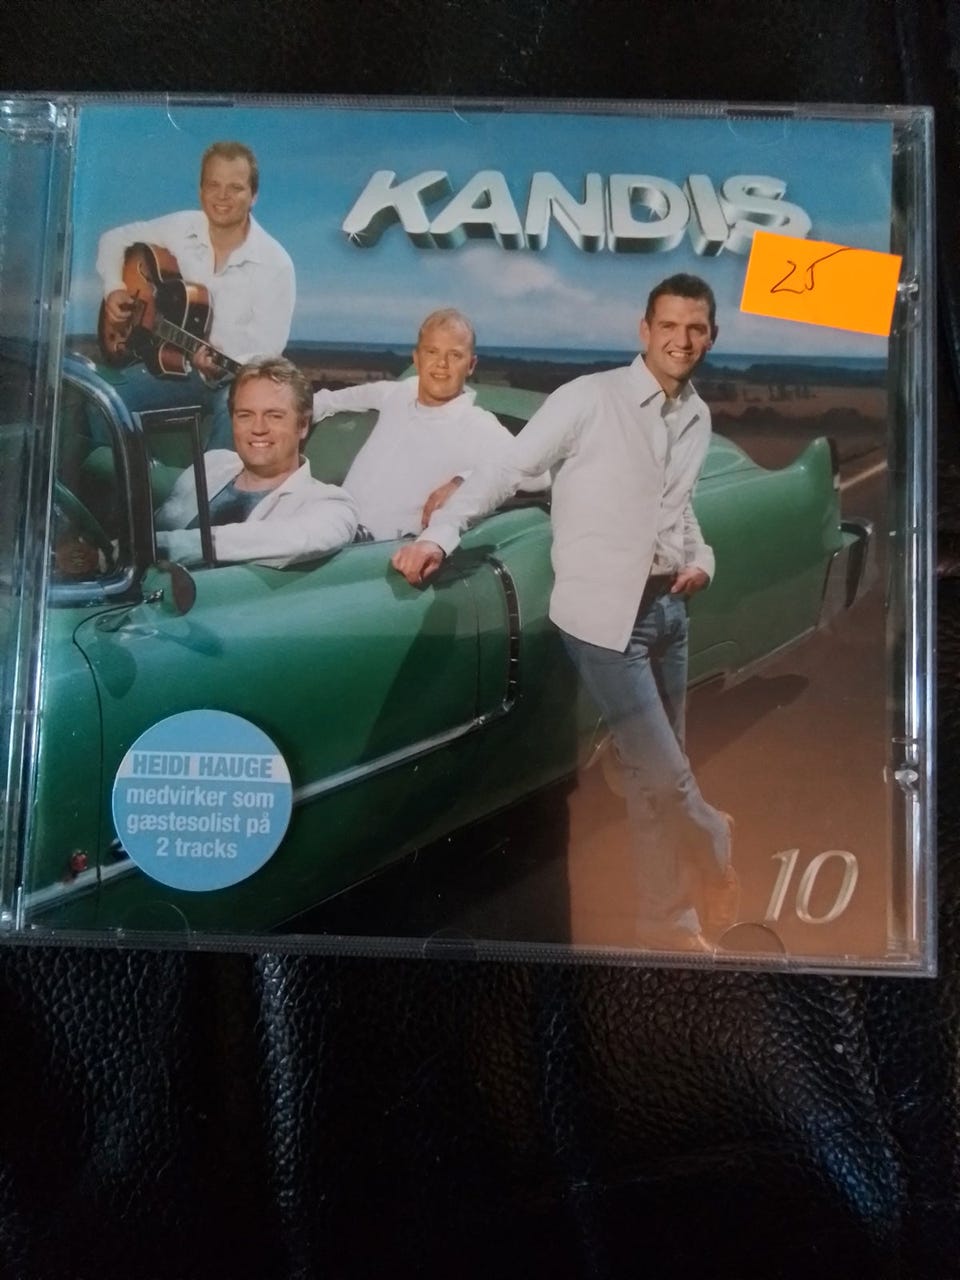 KANDIS
25
HEIDI HAUGE
medvirker som
gæstesolist på
2 tracks
10